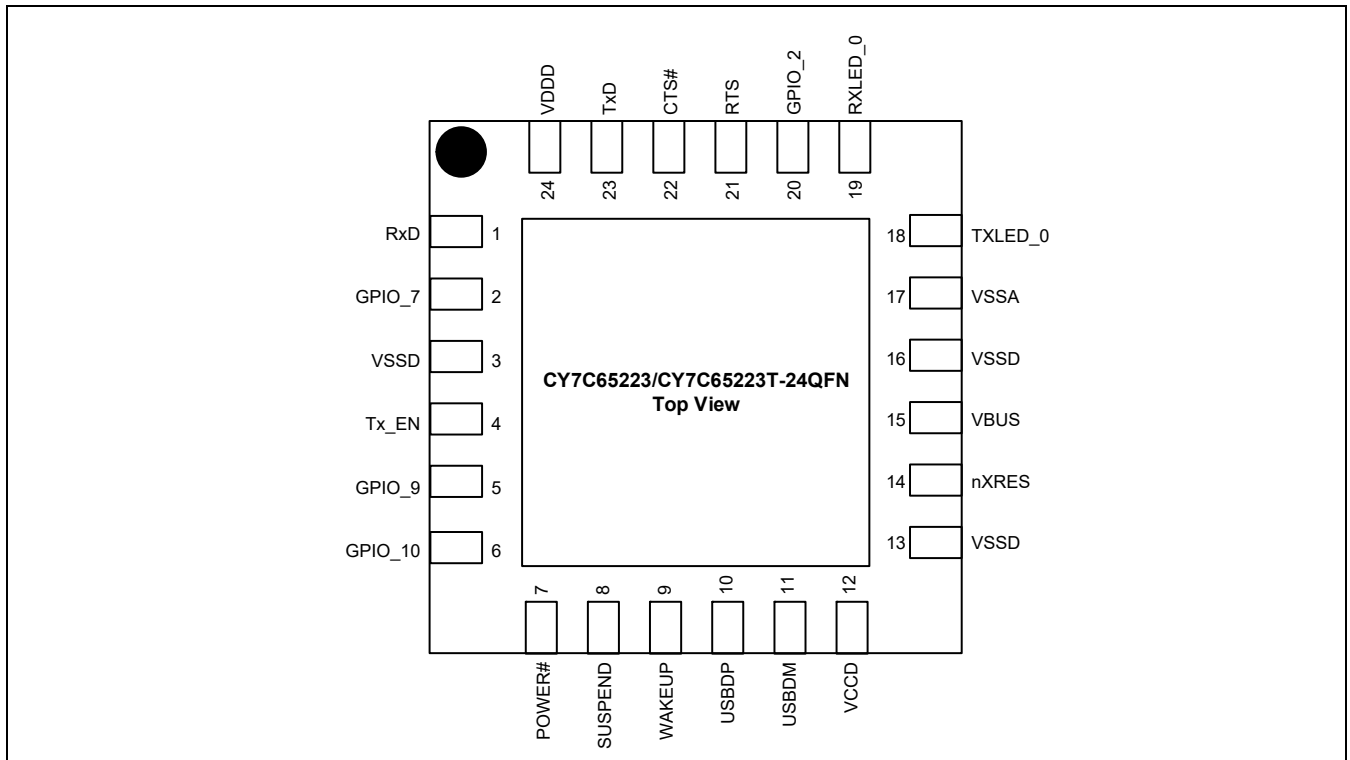 VDDD
TxD
CTS#
RTS
GPIO_2
RXLED_0
24
23
22
21
20
19
RxD 1
GPIO_7 2
VSSD 3
Tx_EN 4
GPIO_9 5
GPIO_10 6
CY7C65223/CY7C65223T-24QFN
Top View
18 TXLED_0
17 VSSA
16 VSSD
15 VBUS
14 nXRES
13 VSSD
7
8
9
10
11
12
POWER#
SUSPEND
WAKEUP
USBDP
USBDM
VCCD